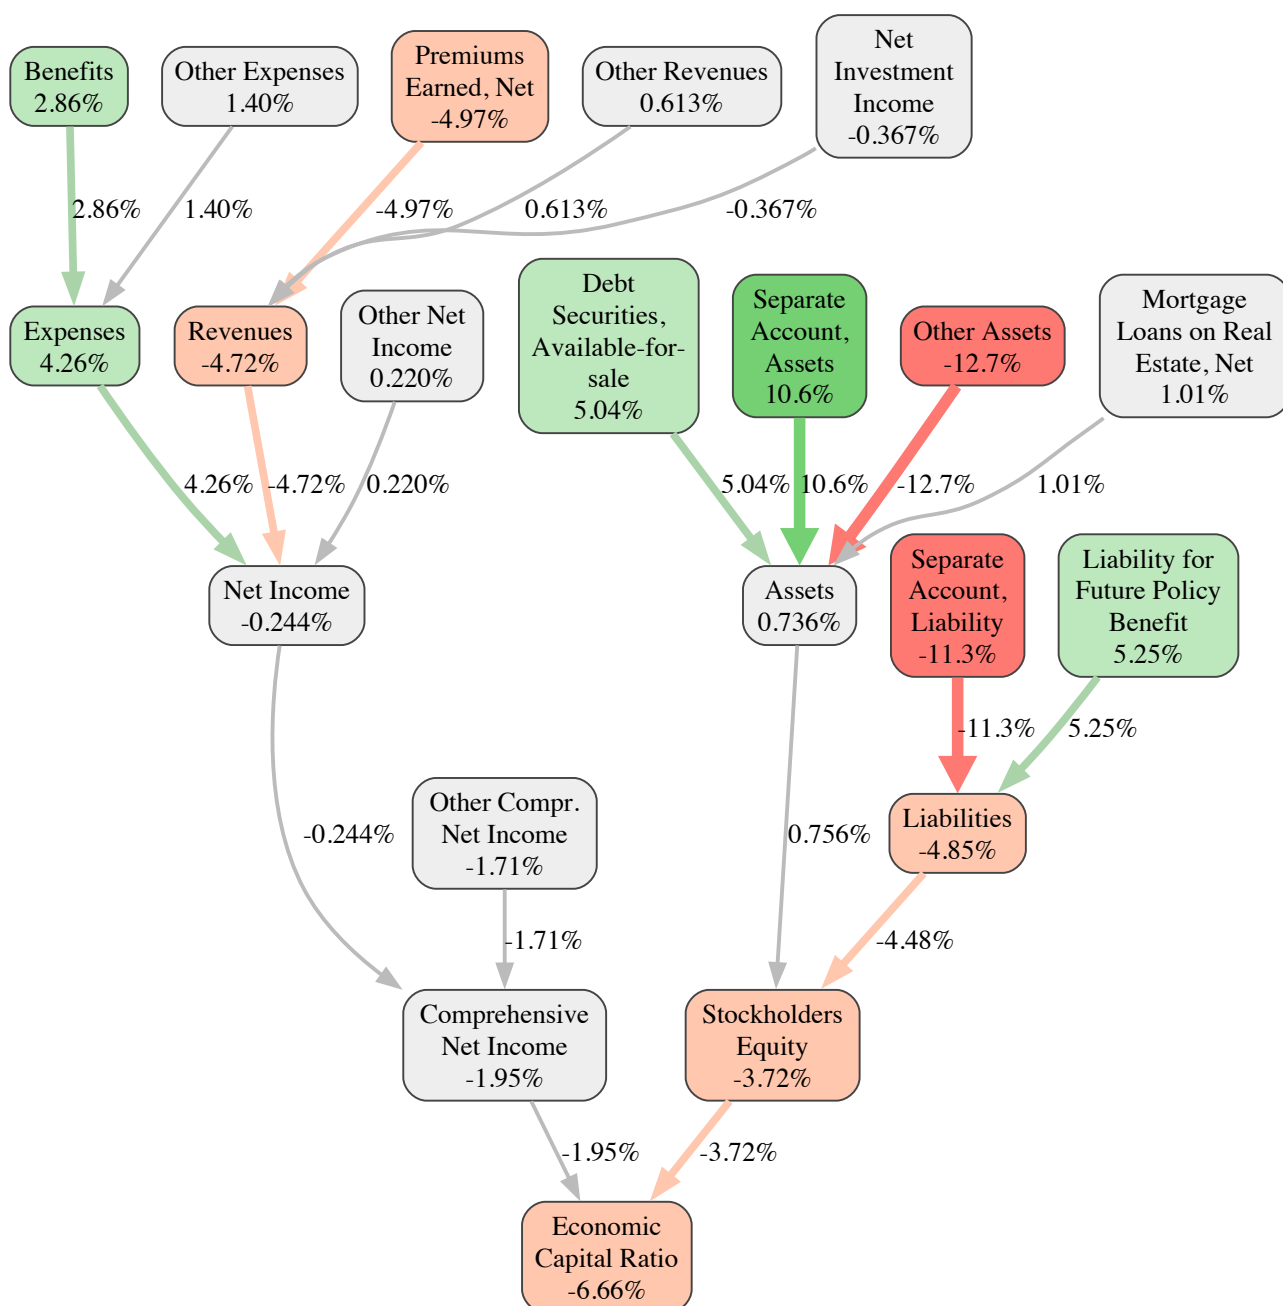 Benefits
2.86%
Other Expenses
1.40%
Premiums
Earned, Net
-4.97%
Other Revenues
0.613%
Net
Investment
Income
-0.367%
2.86%
1.40%
-4.97%
0.613%
-0.367%
Expenses
4.26%
Revenues
-4.72%
Other Net
Income
0.220%
Debt
Securities,
Available-for-
sale
5.04%
Separate
Account,
Assets
10.6%
Other Assets
-12.7%
Mortgage
Loans on Real
Estate, Net
1.01%
4.26%
-4.72%
0.220%
5.04%
10.6%
-12.7%
1.01%
Net Income
-0.244%
Assets
0.736%
Separate
Account,
Liability
-11.3%
Liability for
Future Policy
Benefit
5.25%
-11.3%
5.25%
-0.244%
Other Compr.
Net Income
-1.71%
0.756%
Liabilities
-4.85%
-1.71%
-4.48%
Comprehensive
Net Income
-1.95%
Stockholders
Equity
-3.72%
-1.95%
-3.72%
Economic
Capital Ratio
-6.66%